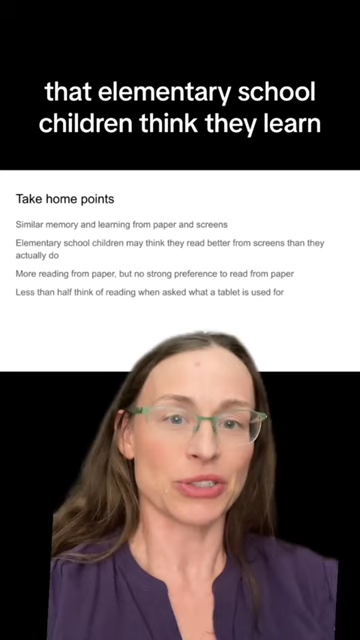 that elementary school
children think they learn
Take home points
Similar memory and learning from paper and screens
Elementary school children may think they read better from screens than they
actually do
More reading from paper, but no strong preference to read from paper
Less than half think of reading when asked what a tablet is used for